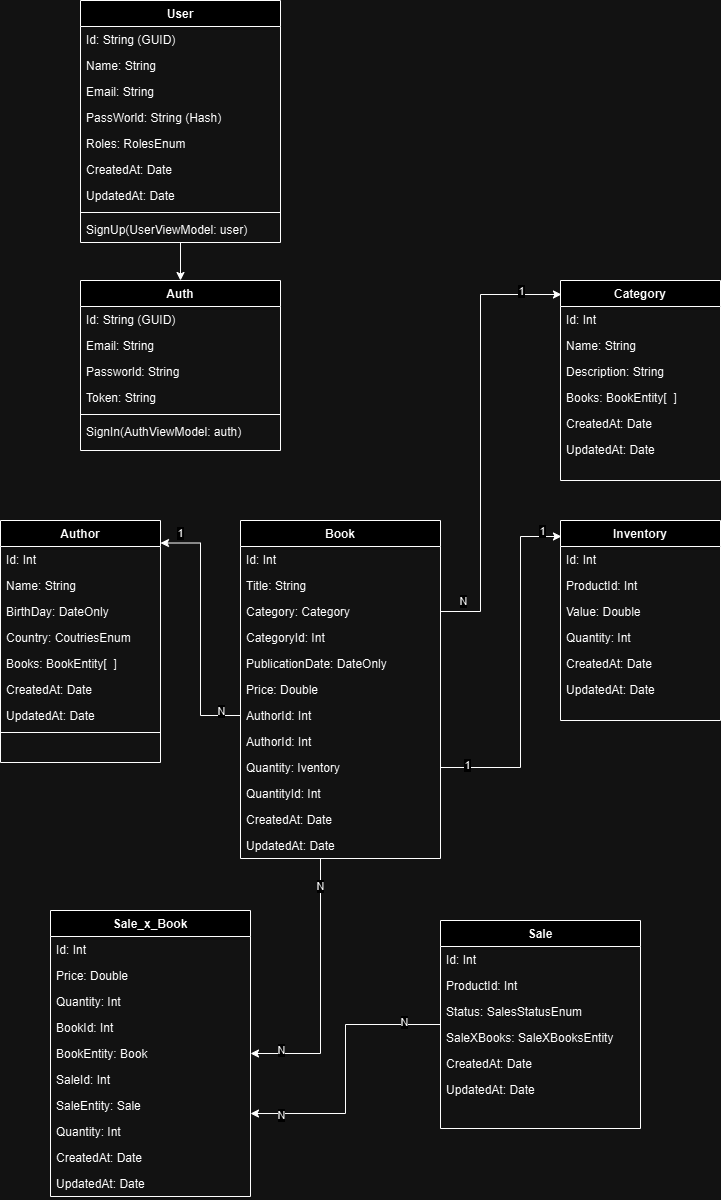 User
Id: String (GUID)
Name: String
Email: String
PassWorld: String (Hash)
Roles: RolesEnum
CreatedAt: Date
UpdatedAt: Date
SignUp(UserViewModel: user)
Auth
Id: String (GUID)
Email: String
Passworld: String
Token: String
SignIn(AuthViewModel: auth)
1
Category
Id: Int
Name: String
Description: String
Books: BookEntity[  ]
CreatedAt: Date
UpdatedAt: Date
N
Author
Id: Int
Name: String
BirthDay: DateOnly
Country: CoutriesEnum
Books: BookEntity[  ]
CreatedAt: Date
UpdatedAt: Date
1
N
Book
Id: Int
Title: String
Category: Category
CategoryId: Int
PublicationDate: DateOnly
Price: Double
AuthorId: Int
AuthorId: Int
Quantity: Iventory
QuantityId: Int
CreatedAt: Date
UpdatedAt: Date
1
1
Inventory
Id: Int
ProductId: Int
Value: Double
Quantity: Int
CreatedAt: Date
UpdatedAt: Date
N
Sale_x_Book
Id: Int
Price: Double
Quantity: Int
BookId: Int
BookEntity: Book
SaleId: Int
SaleEntity: Sale
Quantity: Int
CreatedAt: Date
UpdatedAt: Date
N
N
N
Sale
Id: Int
ProductId: Int
Status: SalesStatusEnum
SaleXBooks: SaleXBooksEntity
CreatedAt: Date
UpdatedAt: Date